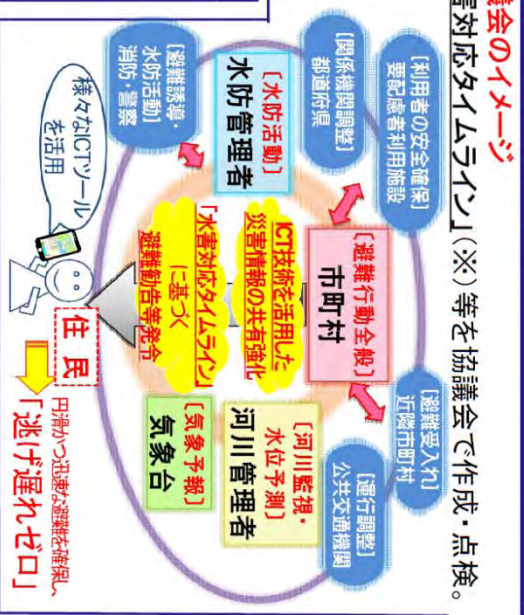 議会のイメージ
害対応タイムライン」(※)等を協議会で作成・点検。
[利用者の安全確保]
要配慮者利用施設
[避難受入れ]
近隣市町村
[関係機関調整]
都道府県
[避難行動全般]
市町村
[運行調整]
公共交通機関
[水防活動]
水防管理者
ICT技術を活用した
災害情報の共有強化
[河川監視・
水位予測]
河川管理者
[避難誘導・
水防活動]
消防・警察
「水害対応タイムライン」
に基づく
避難勧告等発令
[気象予報]
気象台
様々なICTツール
を活用
住民
円滑かつ迅速な避難を確保し、
「逃げ遅れゼロ」